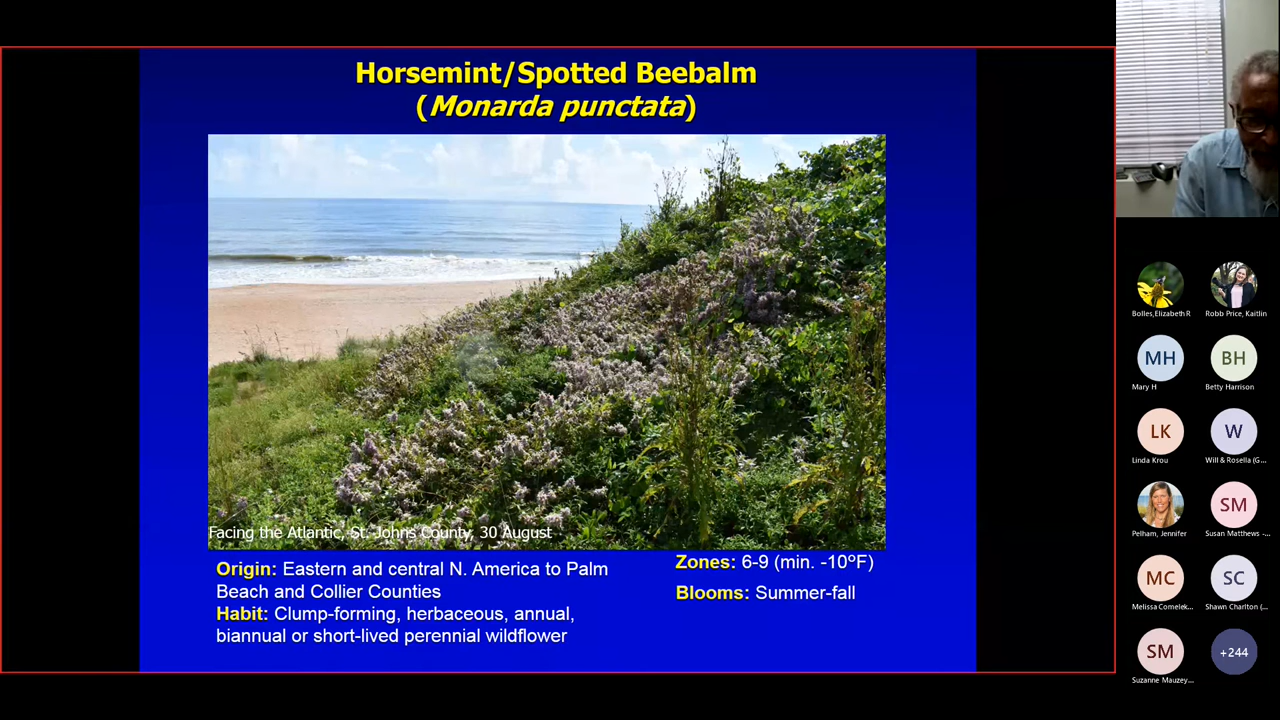 Horsemint/Spotted Beebalm
(Monarda punctata)
Facing the Atlantic, St. Johns County, 30 August
Origin: Eastern and central N. America to Palm
Beach and Collier Counties
Habit: Clump-forming, herbaceous, annual,
biannual or short-lived perennial wildflower
Zones: 6-9 (min. -10ºF)
Blooms: Summer-fall
Bolles,Elizabeth R
Robb Price, Kaitlin
MH
Mary H
BH
Betty Harrison
LK
Linda Krou
W
Will & Rosella (G...
Pelham, Jennifer
SM
Susan Matthews -...
MC
Melissa Comelek...
SC
Shawn Charlton (...
SM
Suzanne Mauzey...
+244